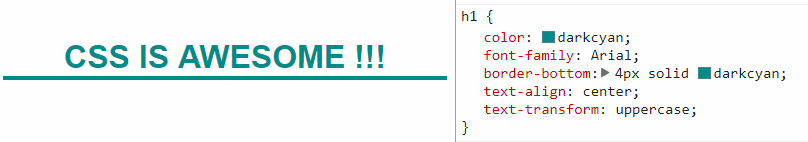 CSS IS AWESOME !!!
h1 {
color: darkcyan;
font-family: Arial;
border-bottom: 4px solid darkcyan;
text-align: center;
text-transform: uppercase;
}